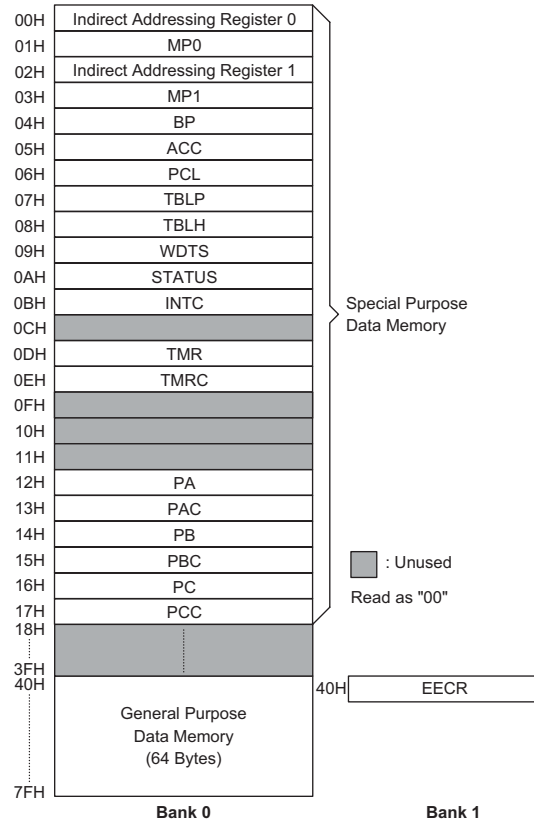 00H Indirect Addressing Register 0
01H MP0
02H Indirect Addressing Register 1
03H MP1
04H BP
05H ACC
06H PCL
07H TBLP
08H TBLH
09H WDTS
0AH STATUS
0BH INTC
0CH
0DH TMR
0EH TMRC
0FH
10H
11H
12H PA
13H PAC
14H PB
15H PBC
16H PC
17H PCC
18H
3FH
40H
General Purpose
Data Memory
(64 Bytes)
7FH
Bank 0
Special Purpose
Data Memory
: Unused
Read as "00"
40H EECR
Bank 1